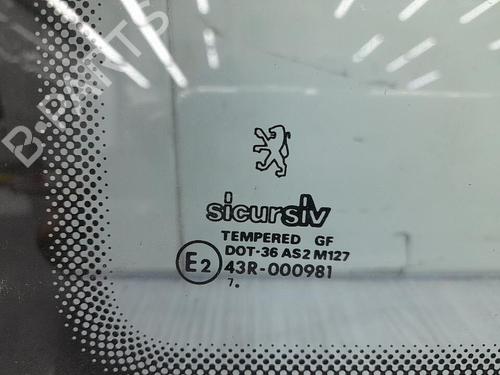 B-PARTS
sicursiv
TEMPERED GF
DOT-36 AS2 M127
E2 43R-000981
7.